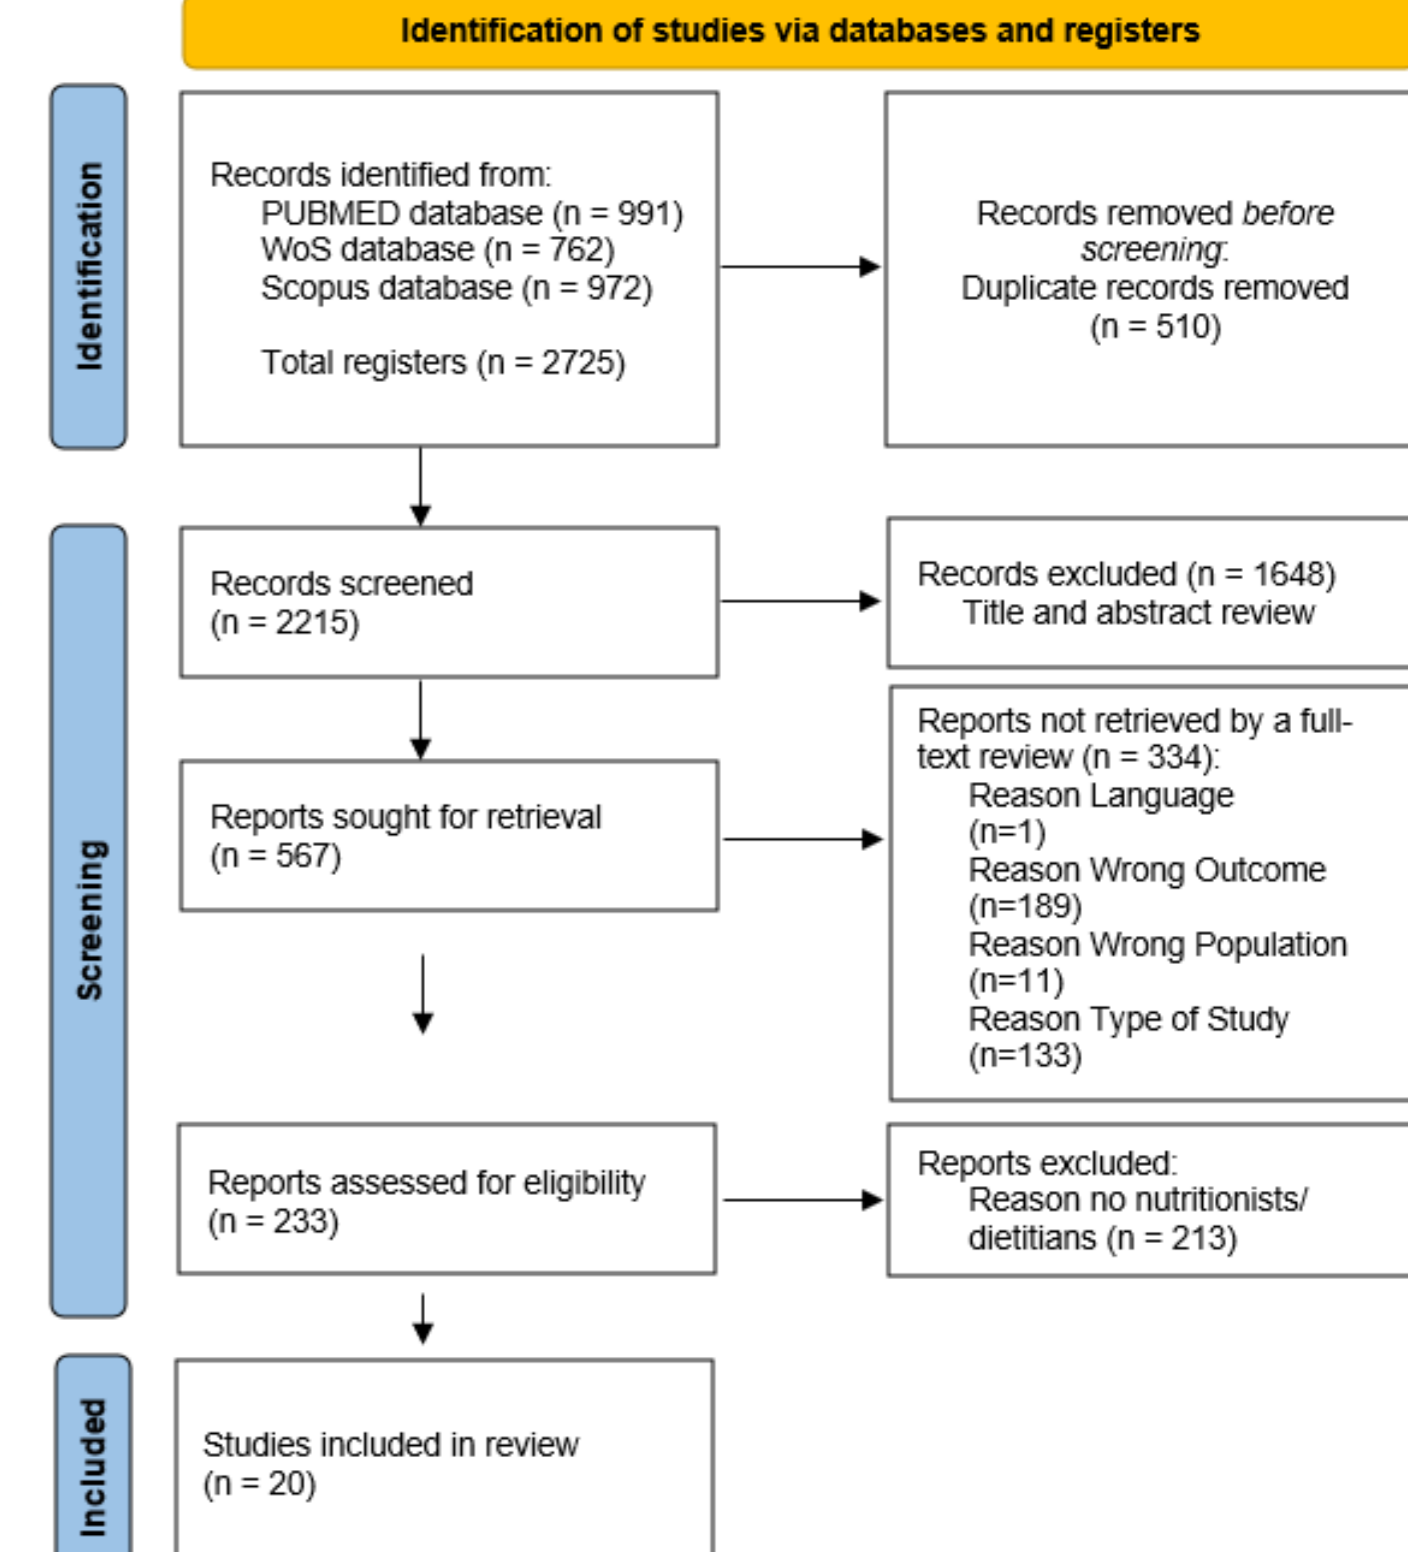 Identification of studies via databases and registers
Identification
Records identified from:
PUBMED database (n = 991)
WoS database (n = 762)
Scopus database (n = 972)
Total registers (n = 2725)
Records removed before
screening:
Duplicate records removed
(n = 510)
Screening
Records screened
(n = 2215)
Records excluded (n = 1648)
Title and abstract review
Reports sought for retrieval
(n = 567)
Reports not retrieved by a full-
text review (n = 334):
Reason Language
(n=1)
Reason Wrong Outcome
(n=189)
Reason Wrong Population
(n=11)
Reason Type of Study
(n=133)
Reports assessed for eligibility
(n = 233)
Reports excluded:
Reason no nutritionists/
dietitians (n = 213)
Included
Studies included in review
(n = 20)